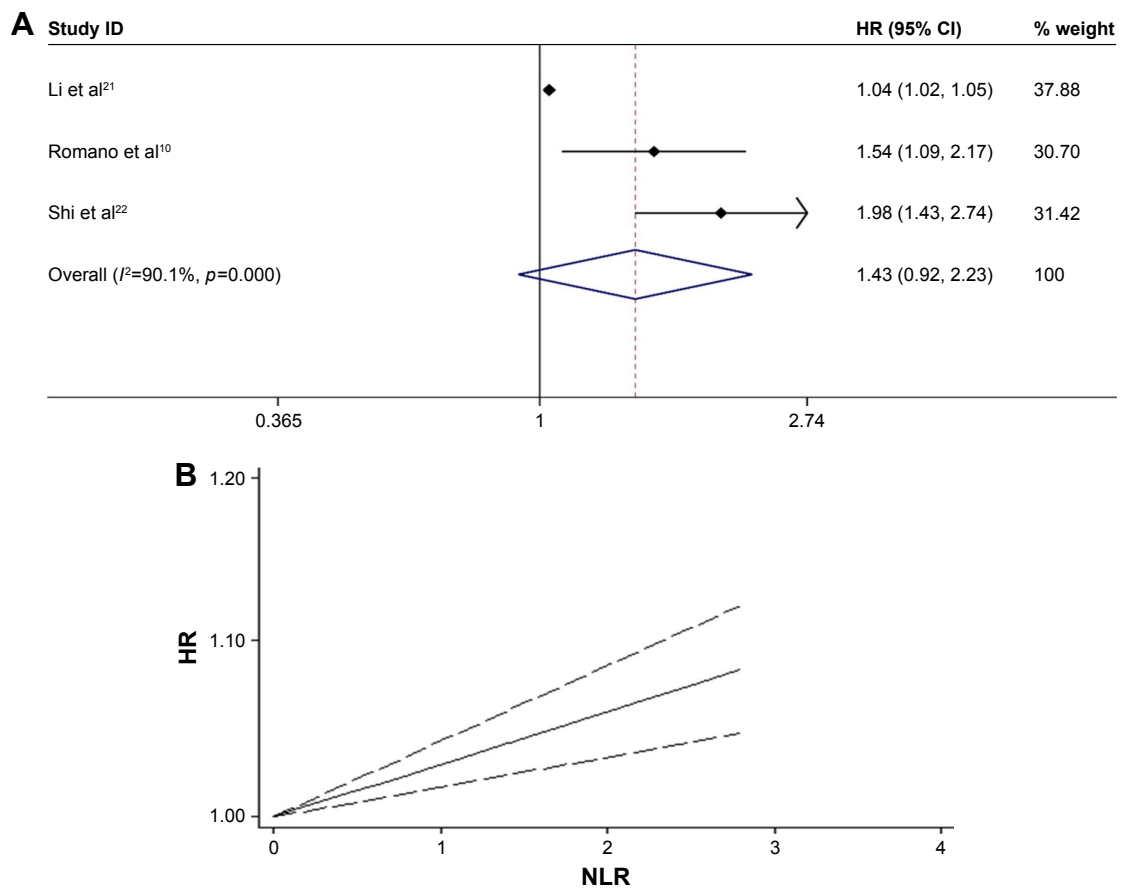 A Study ID HR (95% CI) % weight
Li et al²¹ 1.04 (1.02, 1.05) 37.88
Romano et al¹⁰ 1.54 (1.09, 2.17) 30.70
Shi et al²² 1.98 (1.43, 2.74) 31.42
Overall (I²=90.1%, p=0.000) 1.43 (0.92, 2.23) 100
0.365 1 2.74
B
1.20
HR
1.10
1.00
0 1 2 3 4
NLR